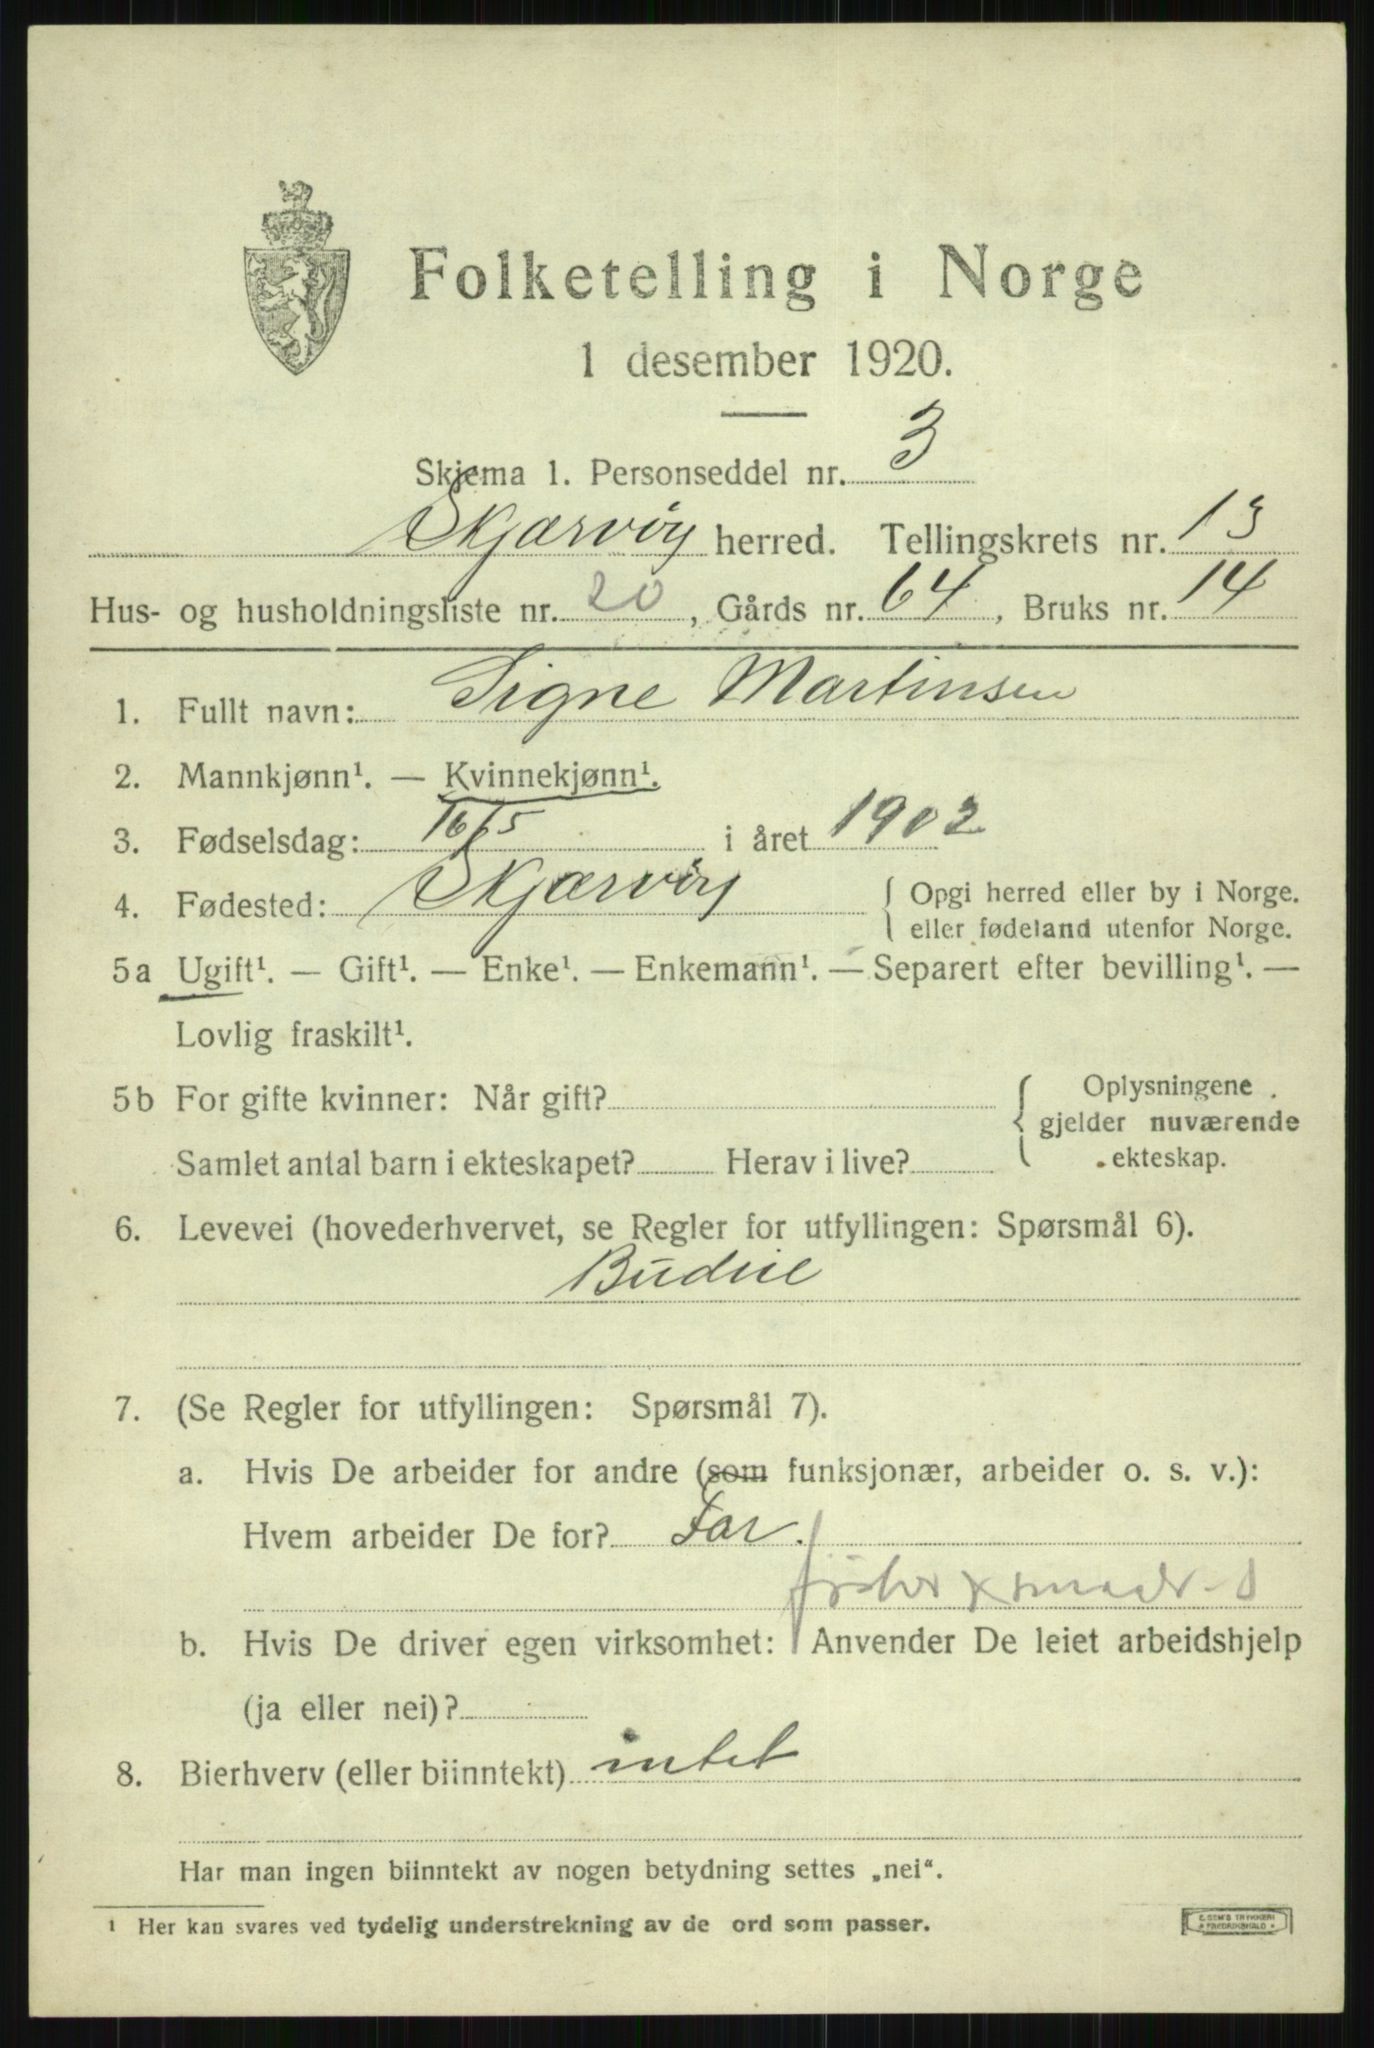 Folketelling i Norge
1 desember 1920.
Skjema 1. Personseddel nr. 3
Skjærvöy herred. Tellingskrets nr. 13
Hus- og husholdningsliste nr. 20, Gårds nr. 64, Bruks nr. 14
1. Fullt navn: Signe Martinsen
2. Mannkjønn¹. — Kvinnekjønn¹.
3. Fødselsdag: 16/5 i året 1902
4. Fødested: Skjærvöy { Opgi herred eller by i Norge.
eller fødeland utenfor Norge.
5a Ugift¹. — Gift¹. — Enke¹. — Enkemann¹. — Separert efter bevilling¹. —
Lovlig fraskilt¹.
5b For gifte kvinner: Når gift? { Oplysningene
gjelder nuværende
Samlet antal barn i ekteskapet? Herav i live? ekteskap.
6. Levevei (hovederhvervet, se Regler for utfyllingen: Spørsmål 6).
Budeie
7. (Se Regler for utfyllingen: Spørsmål 7).
a. Hvis De arbeider for andre (som funksjonær, arbeider o. s. v.):
Hvem arbeider De for? Far.
fisker x
b. Hvis De driver egen virksomhet: Anvender De leiet arbeidshjelp
(ja eller nei)?
8. Bierhverv (eller biinntekt) intet
Har man ingen biinntekt av nogen betydning settes „nei“.
¹ Her kan svares ved tydelig understrekning av de ord som passer.
E. SEM'S TRYKKERI
FREDRIKSHALD